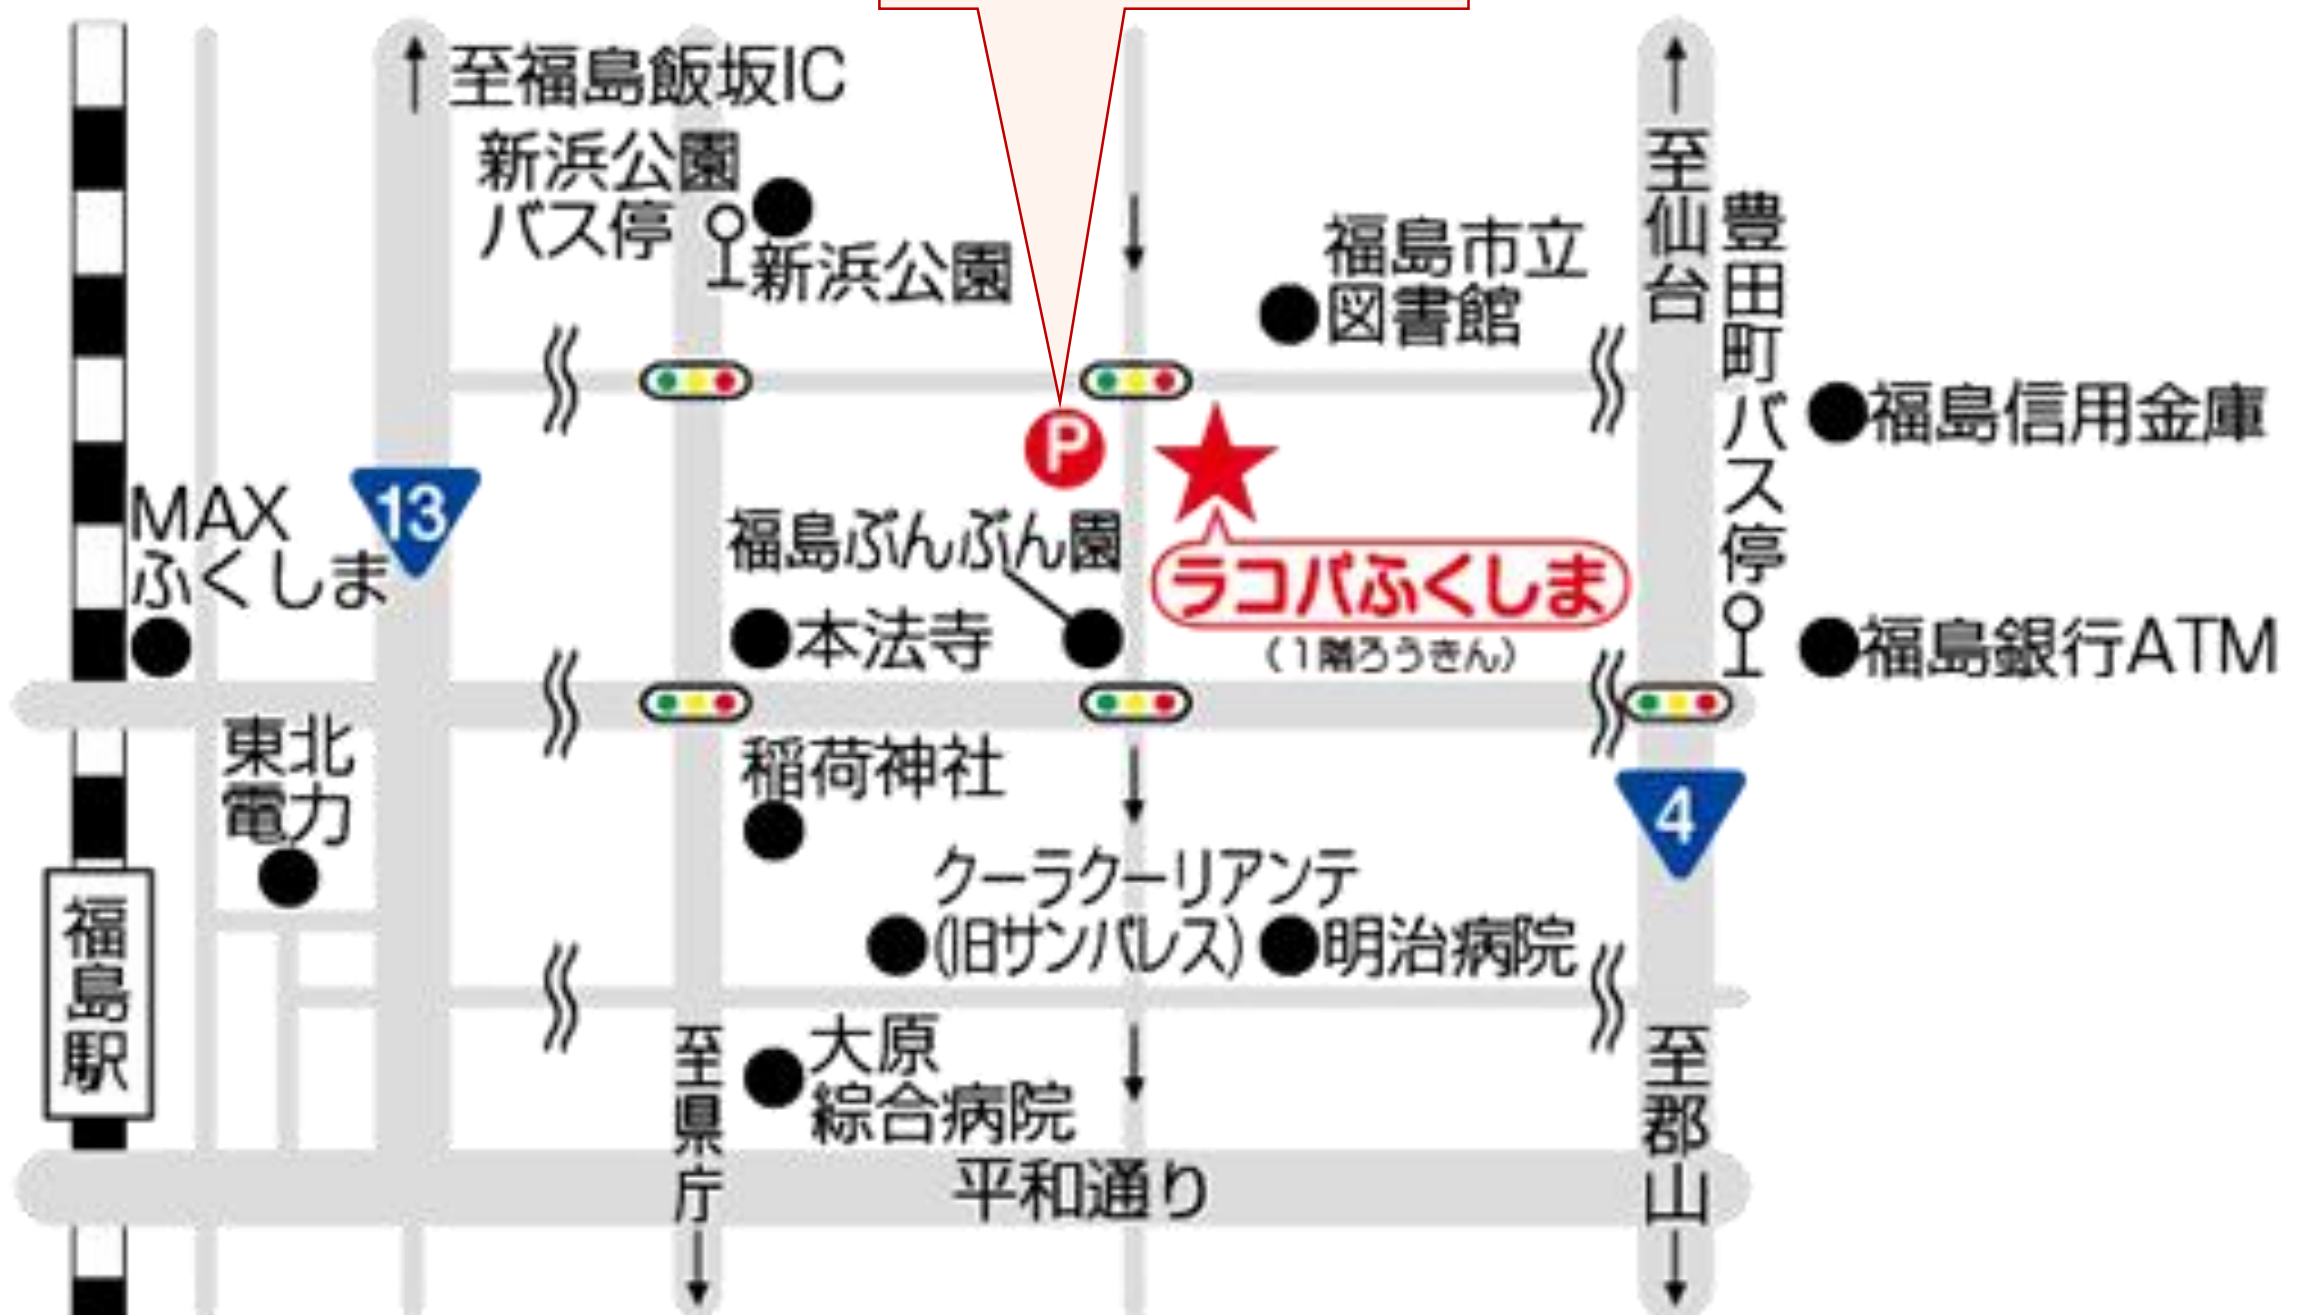 至福島飯坂IC
新浜公園
バス停
新浜公園
福島市立
図書館
至仙台
豊田町バス停
福島信用金庫
P
13
MAX
ふくしま
福島ぶんぶん園
ラコパふくしま
(1階ろうきん)
本法寺
福島銀行ATM
東北
電力
稲荷神社
4
クーラクーリアンテ
(旧サンパレス)
明治病院
福島駅
大原
綜合病院
至県庁
至郡山
平和通り